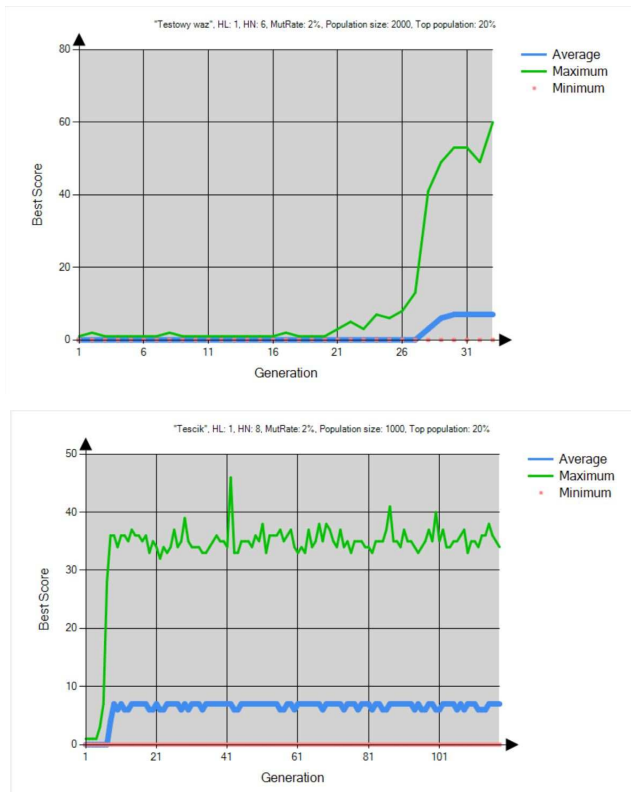 "Testowy waz", HL: 1, HN: 6, MutRate: 2%, Population size: 2000, Top population: 20%
80
60
40
20
0
Best Score
1 6 11 16 21 26 31
Generation
Average
Maximum
Minimum
"Tescik", HL: 1, HN: 8, MutRate: 2%, Population size: 1000, Top population: 20%
50
40
30
20
10
0
Best Score
1 21 41 61 81 101
Generation
Average
Maximum
Minimum